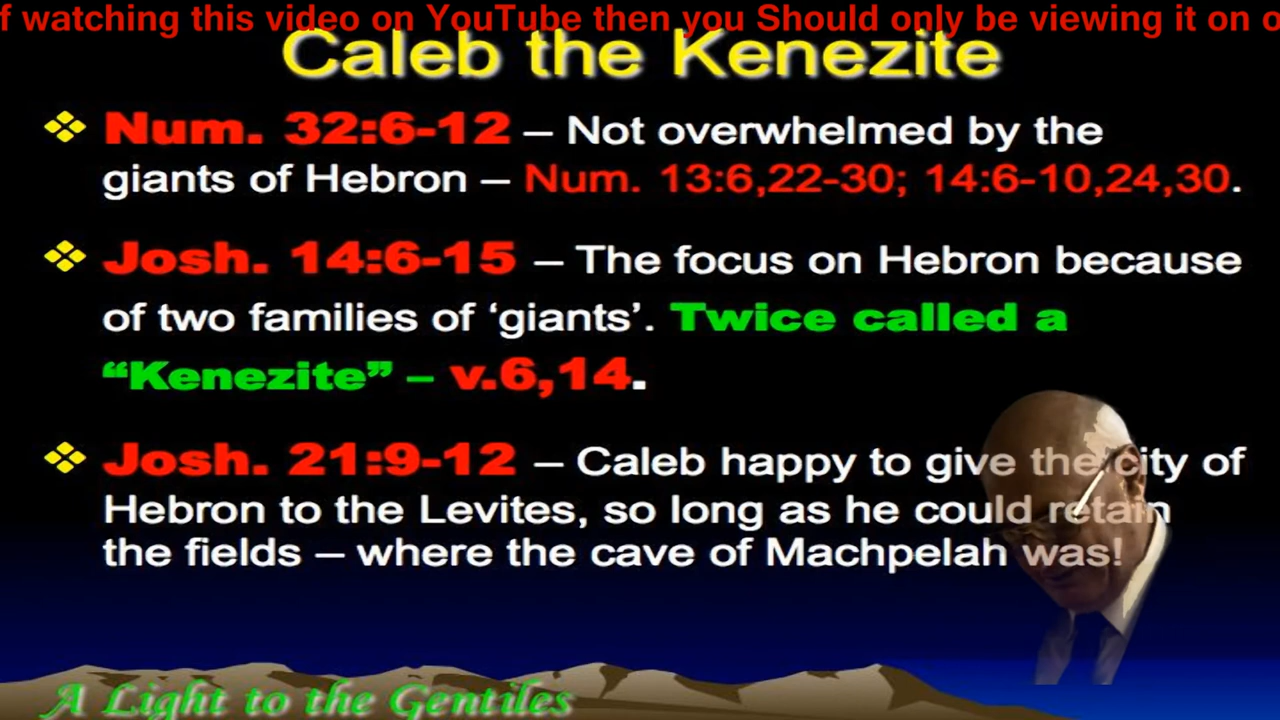 f watching this video on YouTube then you Should only be viewing it on o
Caleb the Kenezite
Num. 32:6-12 – Not overwhelmed by the
giants of Hebron – Num. 13:6,22-30; 14:6-10,24,30.
Josh. 14:6-15 – The focus on Hebron because
of two families of ‘giants’. Twice called a
“Kenezite” – v.6,14.
Josh. 21:9-12 – Caleb happy to give the city of
Hebron to the Levites, so long as he could retain
the fields – where the cave of Machpelah was!
A Light to the Gentiles